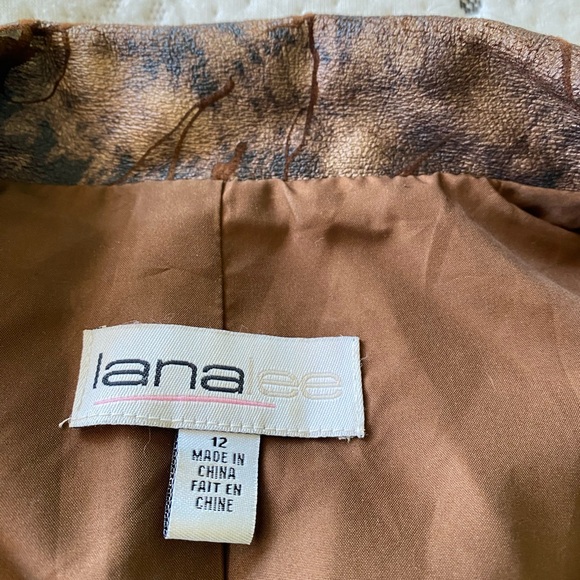 lanalee
12
MADE IN
CHINA
FAIT EN
CHINE